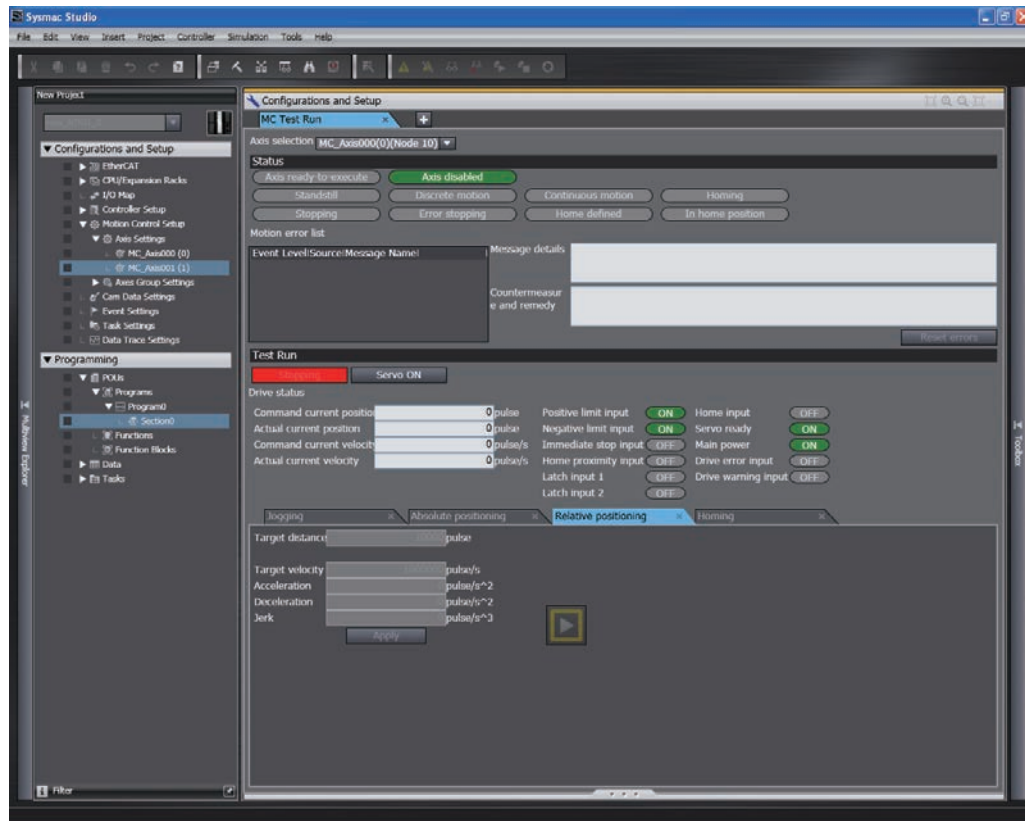 Sysmac Studio
File Edit View Insert Project Controller Simulation Tools Help
New Project
Configurations and Setup
EtherCAT
CPU/Expansion Racks
I/O Map
Controller Setup
Motion Control Setup
Axis Settings
MC_Axis000 (0)
MC_Axis001 (1)
Axes Group Settings
Cam Data Settings
Event Settings
Task Settings
Data Trace Settings
Programming
POUs
Programs
Program0
Section0
Functions
Function Blocks
Data
Tasks
Filter
Multiview Explorer
Configurations and Setup
MC Test Run
Axis selection MC_Axis000(0)(Node 10)
Status
Axis ready-to-execute Axis disabled
Standstill Discrete motion Continuous motion Homing
Stopping Error stopping Home defined In home position
Motion error list
Event Level|Source|Message Name|
Message details
Countermeasur
e and remedy
Reset errors
Test Run
Stopping Servo ON
Drive status
Command current position 0 pulse Positive limit input ON Home input OFF
Actual current position 0 pulse Negative limit input ON Servo ready ON
Command current velocity 0 pulse/s Immediate stop input OFF Main power ON
Actual current velocity 0 pulse/s Home proximity input OFF Drive error input OFF
Latch input 1 OFF Drive warning input OFF
Latch input 2 OFF
Jogging Absolute positioning Relative positioning Homing
Target distance pulse
Target velocity pulse/s
Acceleration pulse/s^2
Deceleration pulse/s^2
Jerk pulse/s^3
Apply
Toolbox